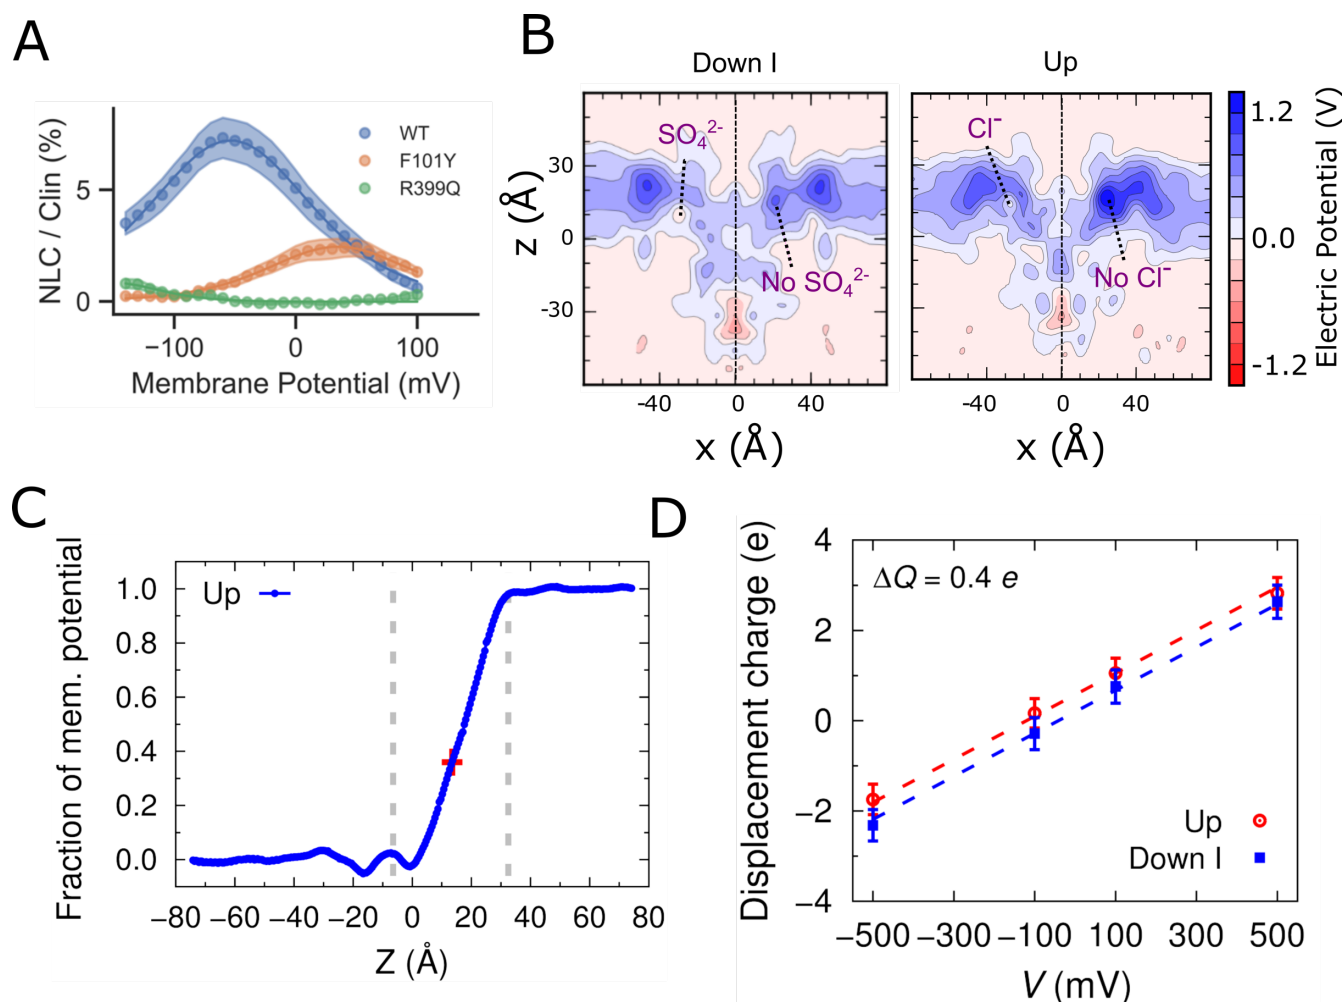 A
NLC / Clin (%)
5
0
WT
F101Y
R399Q
−100
0
100
Membrane Potential (mV)
B
Down I
Up
z (Å)
30
0
-30
SO₄²⁻
No SO₄²⁻
Cl⁻
No Cl⁻
-40
0
40
x (Å)
-40
0
40
x (Å)
1.2
0.0
-1.2
Electric Potential (V)
C
Fraction of mem. potential
Up
1.0
0.8
0.6
0.4
0.2
0.0
−80 −60 −40 −20 0 20 40 60 80
Z (Å)
D
Displacement charge (e)
ΔQ = 0.4 e
4
2
0
−2
−4
Up
Down I
−500 −300 −100 100 300 500
V (mV)